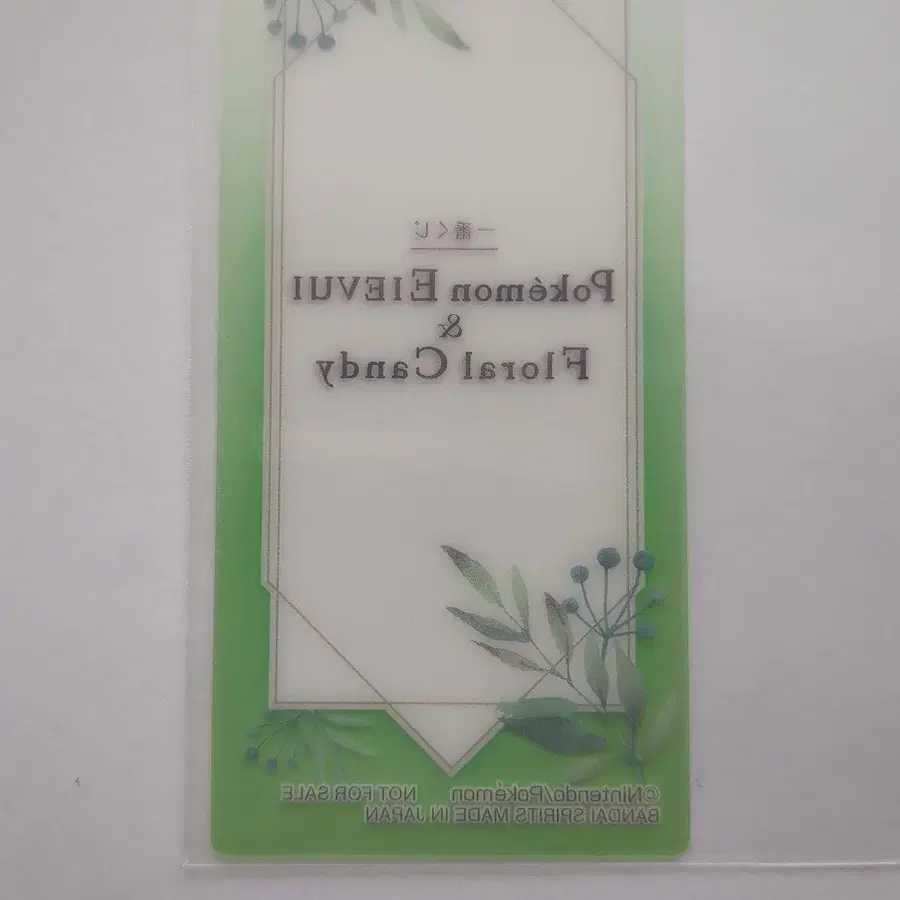 一番くじ
Pokémon EIEVUI
&
Floral Candy
©Nintendo/Pokémon NOT FOR SALE
BANDAI SPIRITS MADE IN JAPAN